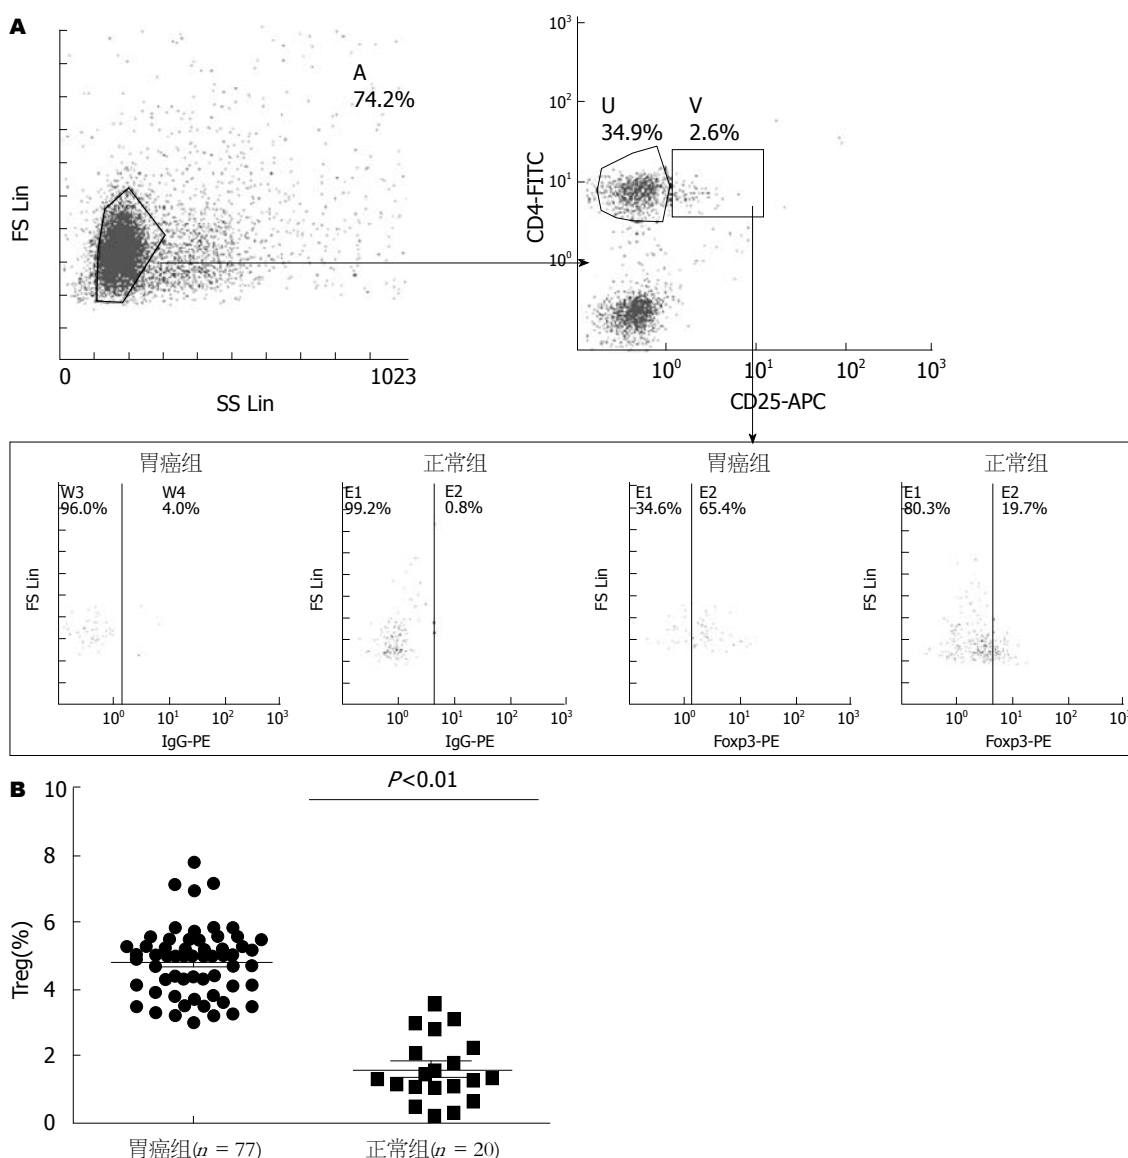 A
A
74.2%
FS Lin
0
1023
SS Lin
10³
10²
10¹
10⁰
U
34.9%
V
2.6%
CD4-FITC
10⁰
10¹
10²
10³
CD25-APC
胃癌组
W3
96.0%
W4
4.0%
FS Lin
10⁰
10¹
10²
10³
IgG-PE
正常组
E1
99.2%
E2
0.8%
FS Lin
10⁰
10¹
10²
10³
IgG-PE
胃癌组
E1
34.6%
E2
65.4%
FS Lin
10⁰
10¹
10²
10³
Foxp3-PE
正常组
E1
80.3%
E2
19.7%
FS Lin
10⁰
10¹
10²
10³
Foxp3-PE
B
P<0.01
10
8
6
4
2
0
Treg(%)
胃癌组(n = 77)
正常组(n = 20)